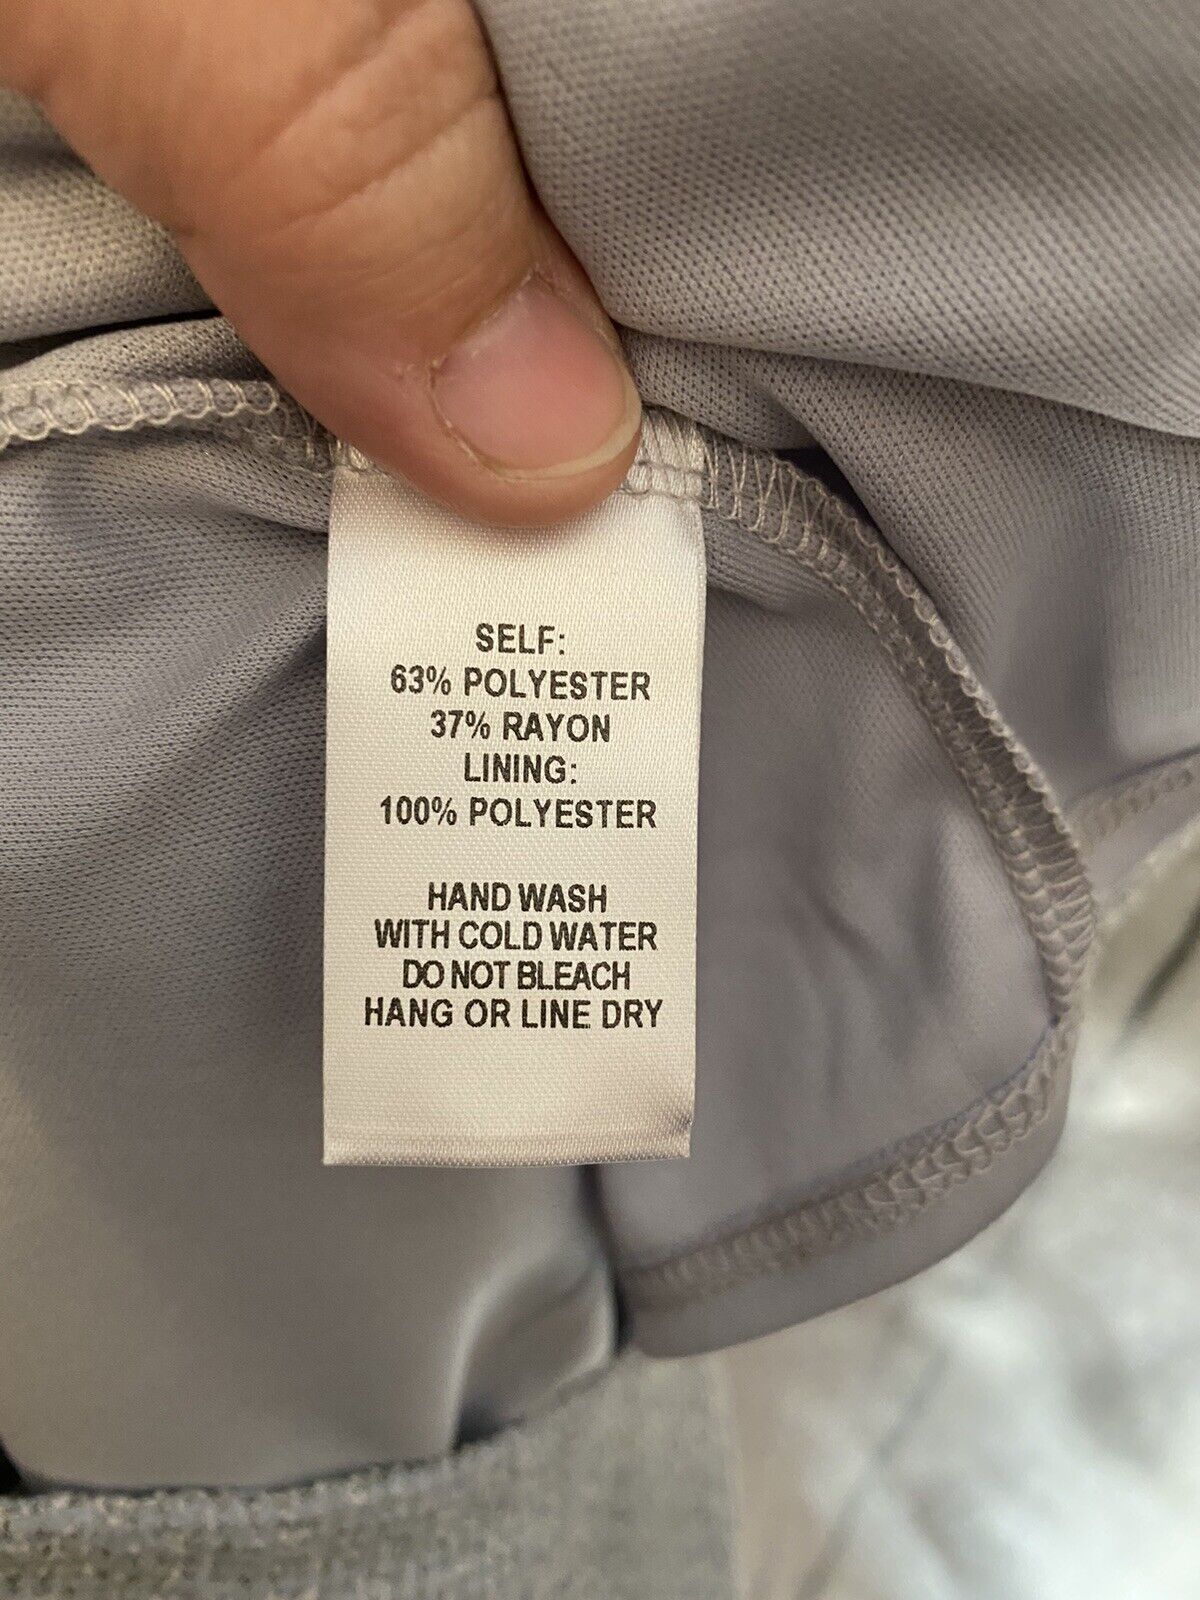 SELF:
63% POLYESTER
37% RAYON
LINING:
100% POLYESTER
HAND WASH
WITH COLD WATER
DO NOT BLEACH
HANG OR LINE DRY